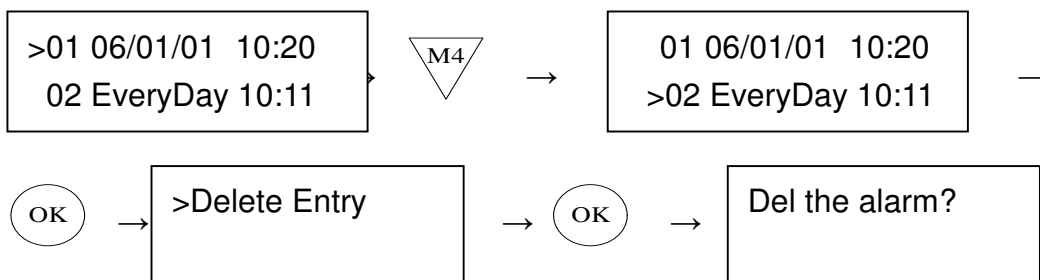 >01 06/01/01 10:20
02 EveryDay 10:11
M4
→
01 06/01/01 10:20
>02 EveryDay 10:11
OK
→
>Delete Entry
→
OK
→
Del the alarm?